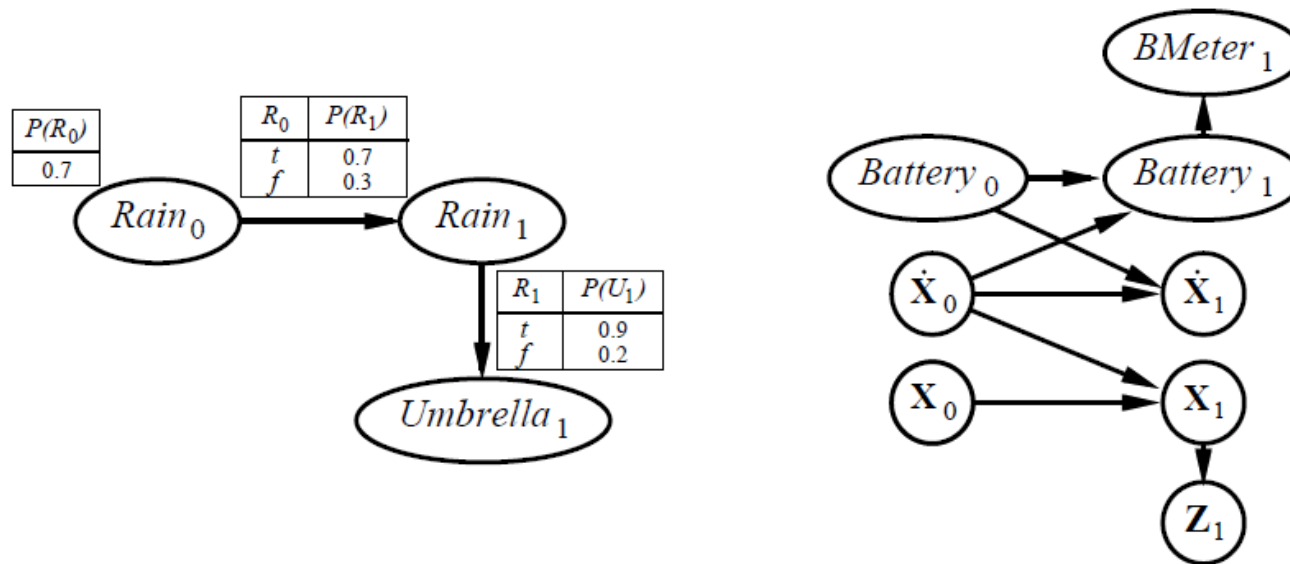 P(R₀)
0.7
R₀ P(R₁)
t 0.7
f 0.3
Rain₀
Rain₁
R₁ P(U₁)
t 0.9
f 0.2
Umbrella₁
BMeter₁
Battery₀
Battery₁
Ẋ₀
Ẋ₁
X₀
X₁
Z₁